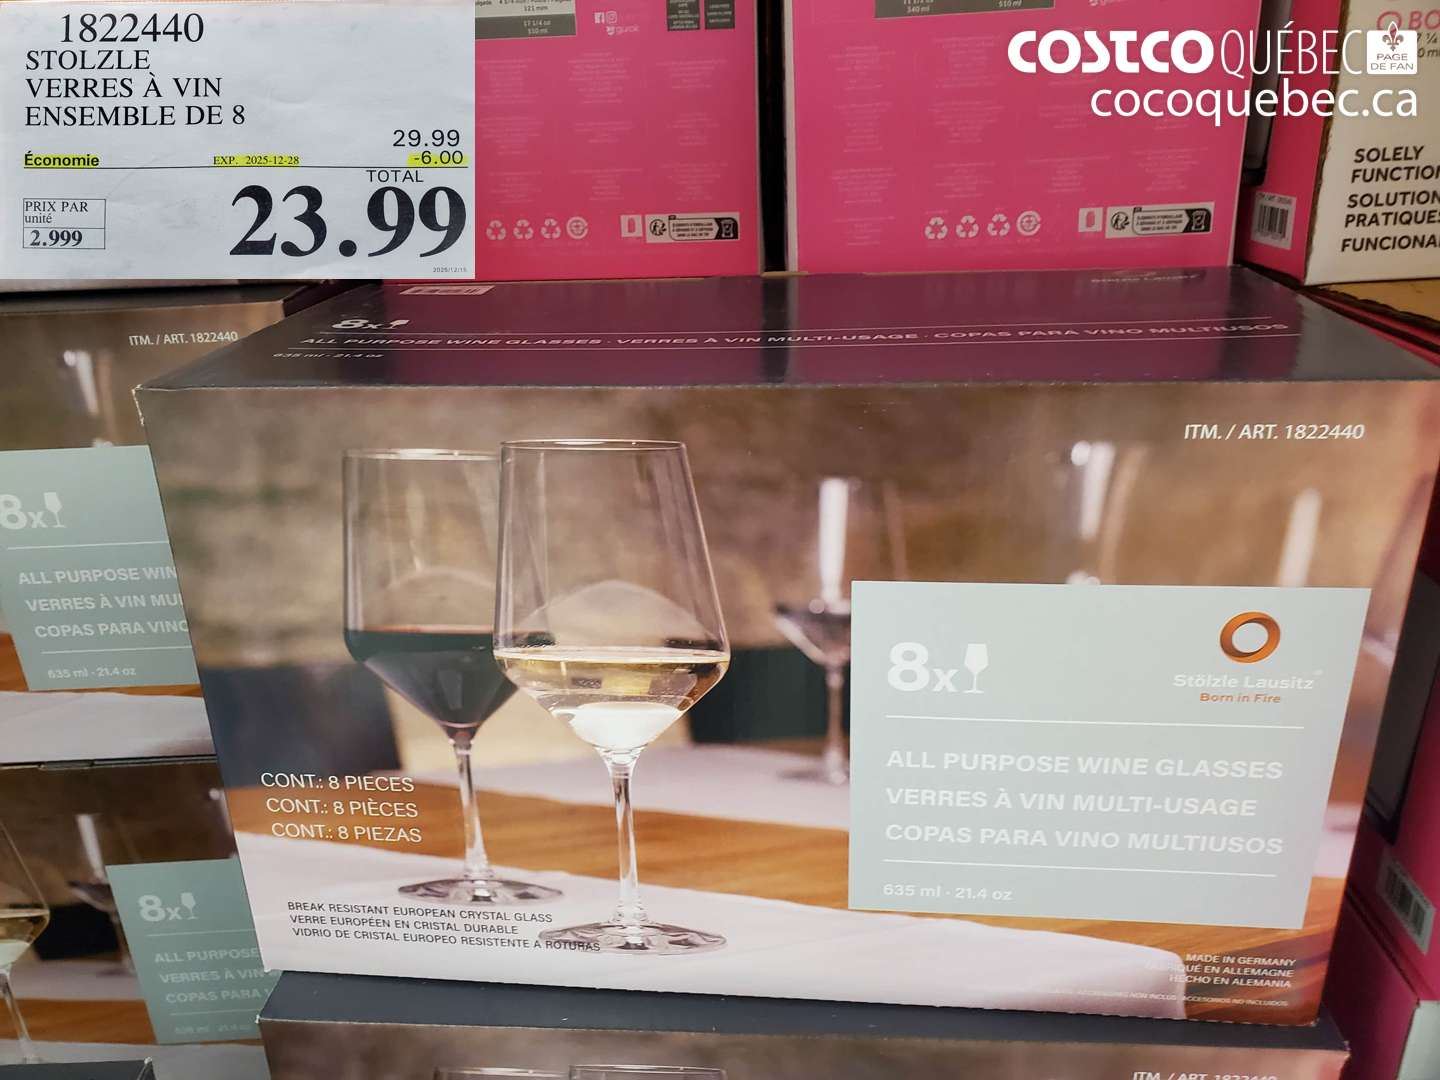 1822440
STOLZLE
VERRES À VIN
ENSEMBLE DE 8
29.99
Économie
EXP. 2025-12-28
-6.00
TOTAL
23.99
PRIX PAR
unité
2.999
COSTCO QUÉBEC
PAGE
DE FAN
cocoquebec.ca
SOLELY
FUNCTION
SOLUTION
PRATIQUES
FUNCIONA
8x
ALL PURPOSE WINE GLASSES · VERRES À VIN MULTI-USAGE · COPAS PARA VINO MULTIUSOS
635 ml · 21.4 oz
ITM. / ART. 1822440
ITM. / ART. 1822440
8x
ALL PURPOSE WIN
VERRES À VIN MU
COPAS PARA VINO
635 ml · 21.4 oz
8x
Stölzle Lausitz
Born in Fire
ALL PURPOSE WINE GLASSES
VERRES À VIN MULTI-USAGE
COPAS PARA VINO MULTIUSOS
635 ml · 21.4 oz
CONT.: 8 PIECES
CONT.: 8 PIÈCES
CONT.: 8 PIEZAS
BREAK RESISTANT EUROPEAN CRYSTAL GLASS
VERRE EUROPÉEN EN CRISTAL DURABLE
VIDRIO DE CRISTAL EUROPEO RESISTENTE A ROTURAS
MADE IN GERMANY
FABRIQUÉ EN ALLEMAGNE
HECHO EN ALEMANIA
8x
ALL PURPOSE
VERRES À VIN
COPAS PARA
ITM. / ART. 1822440